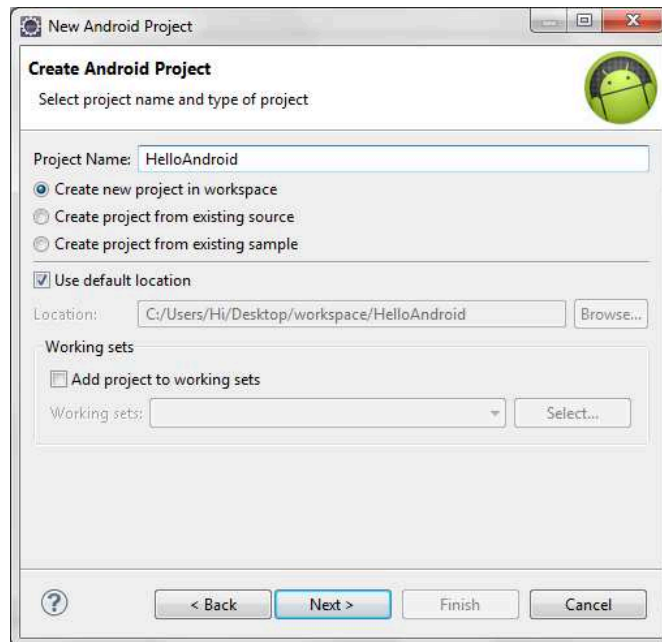 New Android Project
Create Android Project
Select project name and type of project
Project Name: HelloAndroid
Create new project in workspace
Create project from existing source
Create project from existing sample
Use default location
Location: C:/Users/Hi/Desktop/workspace/HelloAndroid Browse...
Working sets
Add project to working sets
Working sets: Select...
? < Back Next > Finish Cancel